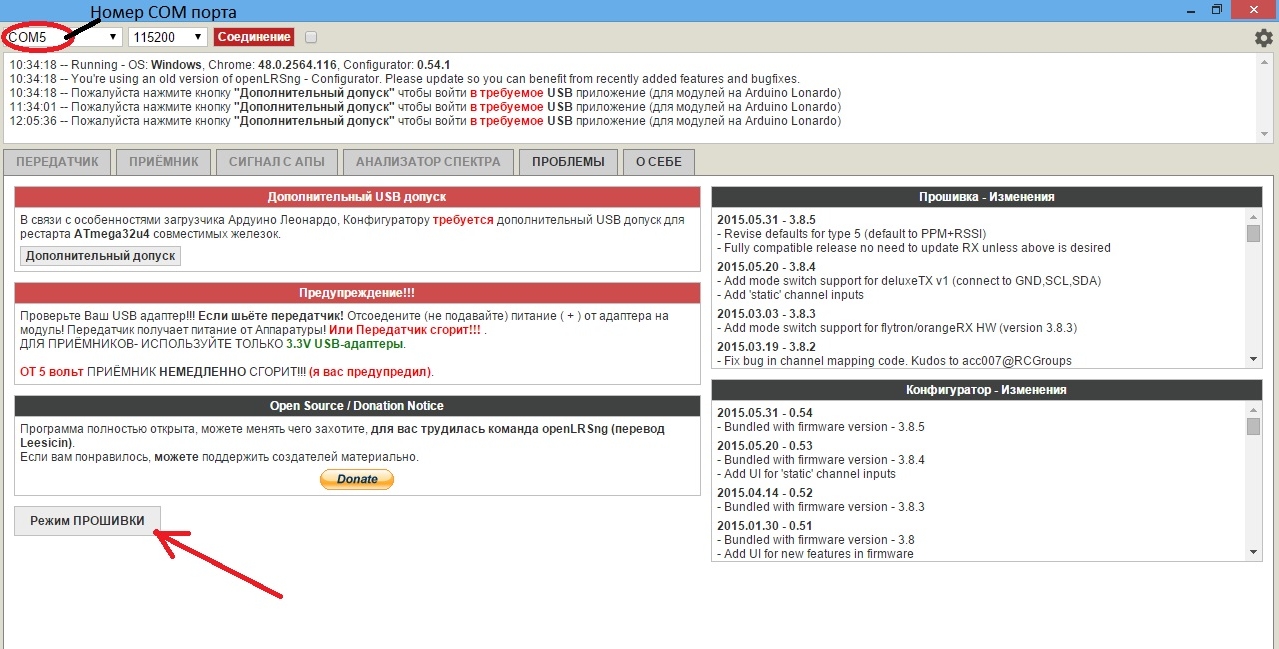 Номер COM порта
COM5 115200 Соединение
10:34:18 -- Running - OS: Windows, Chrome: 48.0.2564.116, Configurator: 0.54.1
10:34:18 -- You're using an old version of openLRSng - Configurator. Please update so you can benefit from recently added features and bugfixes.
10:34:18 -- Пожалуйста нажмите кнопку "Дополнительный допуск" чтобы войти в требуемое USB приложение (для модулей на Arduino Lonardo)
11:34:01 -- Пожалуйста нажмите кнопку "Дополнительный допуск" чтобы войти в требуемое USB приложение (для модулей на Arduino Lonardo)
12:05:36 -- Пожалуйста нажмите кнопку "Дополнительный допуск" чтобы войти в требуемое USB приложение (для модулей на Arduino Lonardo)
ПЕРЕДАТЧИК ПРИЁМНИК СИГНАЛ С АПЫ АНАЛИЗАТОР СПЕКТРА ПРОБЛЕМЫ О СЕБЕ
Дополнительный USB допуск
В связи с особенностями загрузчика Ардуино Леонардо, Конфигуратору требуется дополнительный USB допуск для
рестарта ATmega32u4 совместимых железок.
Дополнительный допуск
Предупреждение!!!
Проверьте Ваш USB адаптер!!! Если шьёте передатчик! Отсоедените (не подавайте) питание ( + ) от адаптера на
модуль! Передатчик получает питание от Аппаратуры! Или Передатчик сгорит!!! .
ДЛЯ ПРИЁМНИКОВ- ИСПОЛЬЗУЙТЕ ТОЛЬКО 3.3V USB-адаптеры.
ОТ 5 вольт ПРИЁМНИК НЕМЕДЛЕННО СГОРИТ!!! (я вас предупредил).
Open Source / Donation Notice
Программа полностью открыта, можете менять чего захотите, для вас трудилась команда openLRSng (перевод
Leesicin).
Если вам понравилось, можете поддержить создателей материально.
Donate
Режим ПРОШИВКИ
Прошивка - Изменения
2015.05.31 - 3.8.5
- Revise defaults for type 5 (default to PPM+RSSI)
- Fully compatible release no need to update RX unless above is desired
2015.05.20 - 3.8.4
- Add mode switch support for deluxeTX v1 (connect to GND,SCL,SDA)
- Add 'static' channel inputs
2015.03.03 - 3.8.3
- Add mode switch support for flytron/orangeRX HW (version 3.8.3)
2015.03.19 - 3.8.2
- Fix bug in channel mapping code. Kudos to acc007@RCGroups
Конфигуратор - Изменения
2015.05.31 - 0.54
- Bundled with firmware version - 3.8.5
2015.05.20 - 0.53
- Bundled with firmware version - 3.8.4
- Add UI for 'static' channel inputs
2015.04.14 - 0.52
- Bundled with firmware version - 3.8.3
2015.01.30 - 0.51
- Bundled with firmware version - 3.8
- Add UI for new features in firmware